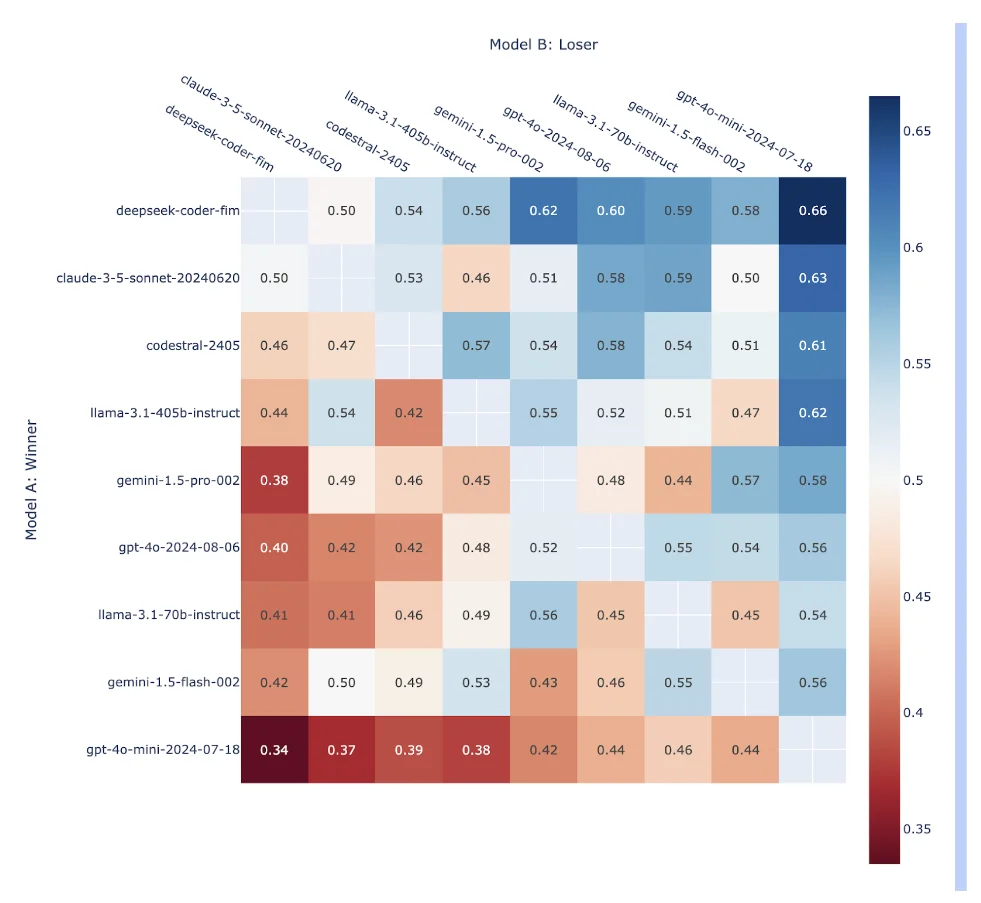 Model B: Loser
deepseek-coder-fim
claude-3-5-sonnet-20240620
codestral-2405
llama-3.1-405b-instruct
gemini-1.5-pro-002
gpt-4o-2024-08-06
llama-3.1-70b-instruct
gemini-1.5-flash-002
gpt-4o-mini-2024-07-18
Model A: Winner
deepseek-coder-fim 0.50 0.54 0.56 0.62 0.60 0.59 0.58 0.66
claude-3-5-sonnet-20240620 0.50 0.53 0.46 0.51 0.58 0.59 0.50 0.63
codestral-2405 0.46 0.47 0.57 0.54 0.58 0.54 0.51 0.61
llama-3.1-405b-instruct 0.44 0.54 0.42 0.55 0.52 0.51 0.47 0.62
gemini-1.5-pro-002 0.38 0.49 0.46 0.45 0.48 0.44 0.57 0.58
gpt-4o-2024-08-06 0.40 0.42 0.42 0.48 0.52 0.55 0.54 0.56
llama-3.1-70b-instruct 0.41 0.41 0.46 0.49 0.56 0.45 0.45 0.54
gemini-1.5-flash-002 0.42 0.50 0.49 0.53 0.43 0.46 0.55 0.56
gpt-4o-mini-2024-07-18 0.34 0.37 0.39 0.38 0.42 0.44 0.46 0.44
0.65
0.6
0.55
0.5
0.45
0.4
0.35